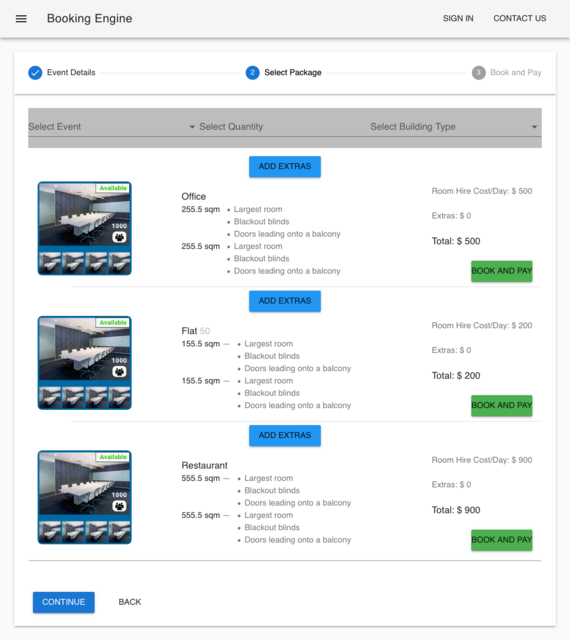 Booking Engine
SIGN IN
CONTACT US
Event Details
2
Select Package
3
Book and Pay
Select Event
Select Quantity
Select Building Type
ADD EXTRAS
Available
1000
Office
255.5 sqm
Largest room
Blackout blinds
Doors leading onto a balcony
255.5 sqm
Largest room
Blackout blinds
Doors leading onto a balcony
Room Hire Cost/Day: $ 500
Extras: $ 0
Total: $ 500
BOOK AND PAY
ADD EXTRAS
Available
1000
Flat 50
155.5 sqm —
Largest room
Blackout blinds
Doors leading onto a balcony
155.5 sqm —
Largest room
Blackout blinds
Doors leading onto a balcony
Room Hire Cost/Day: $ 200
Extras: $ 0
Total: $ 200
BOOK AND PAY
ADD EXTRAS
Available
1000
Restaurant
555.5 sqm —
Largest room
Blackout blinds
Doors leading onto a balcony
555.5 sqm —
Largest room
Blackout blinds
Doors leading onto a balcony
Room Hire Cost/Day: $ 900
Extras: $ 0
Total: $ 900
BOOK AND PAY
CONTINUE
BACK